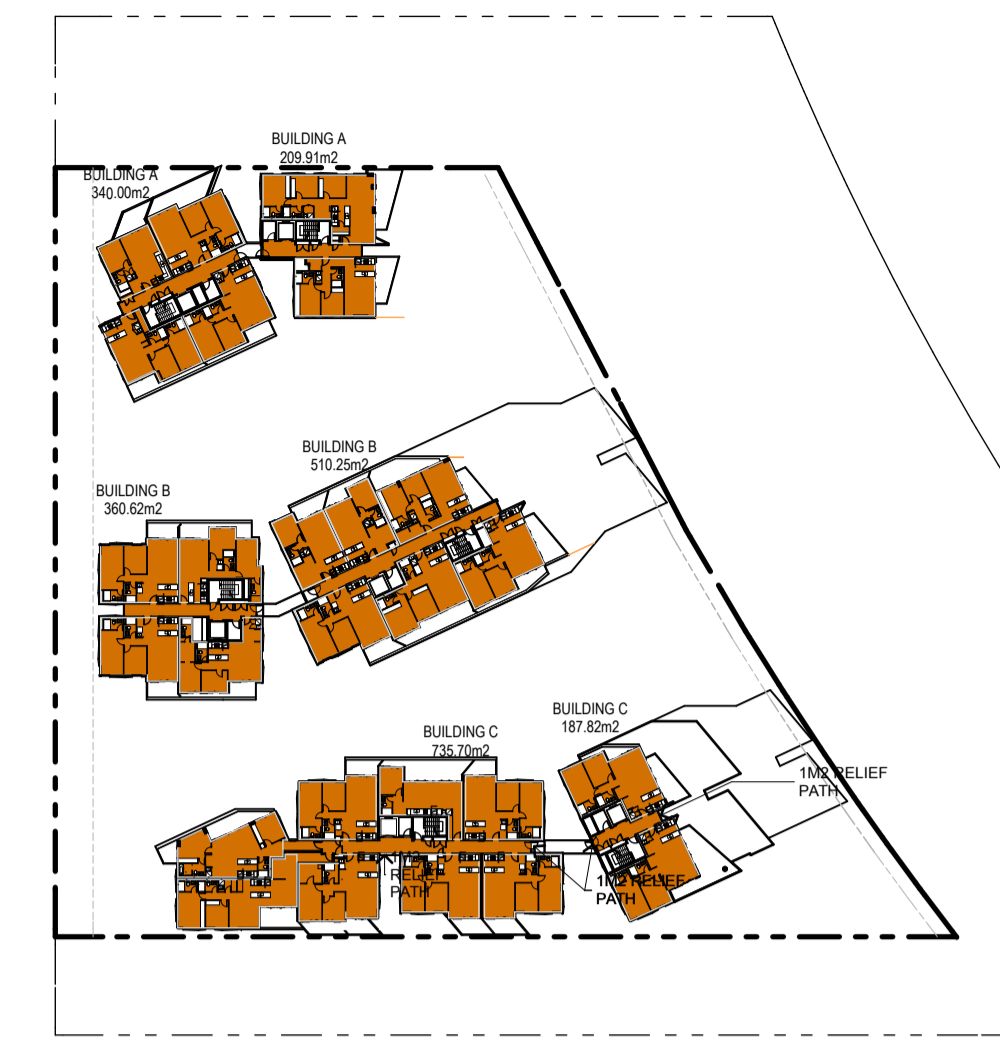 BUILDING A
209.91m2
BUILDING A
340.00m2
BUILDING B
510.25m2
BUILDING B
360.62m2
BUILDING C
187.82m2
BUILDING C
735.70m2
1M2 RELIEF
PATH
1M2
RELIEF
PATH
1M2 RELIEF
PATH